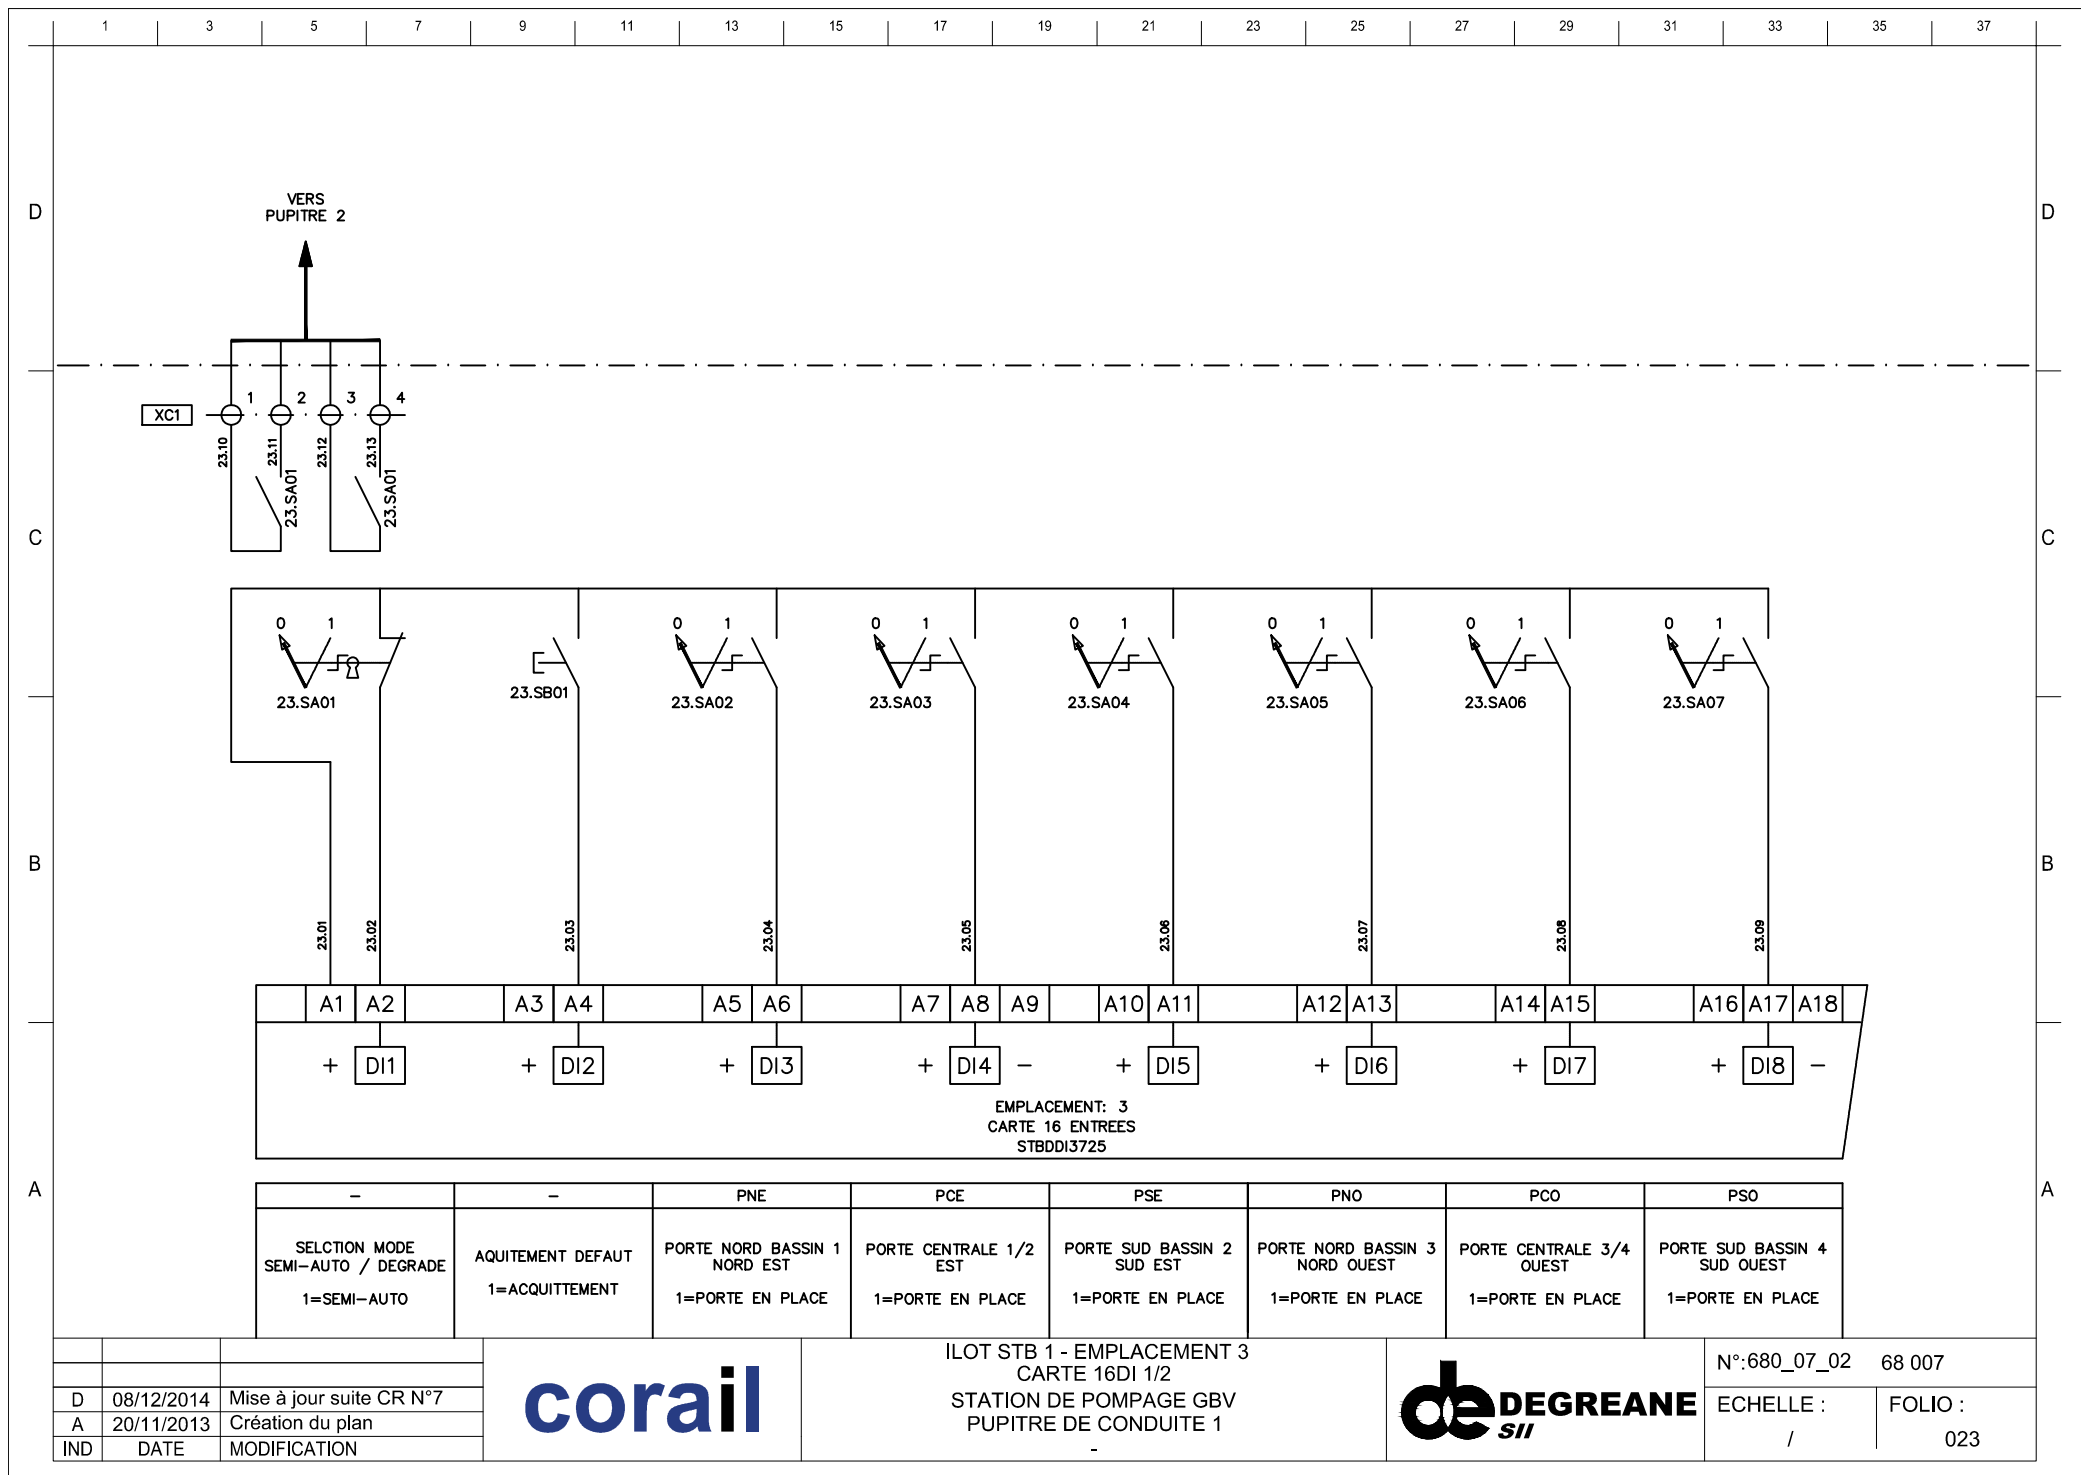 1 3 5 7 9 11 13 15 17 19 21 23 25 27 29 31 33 35 37
D D
VERS
PUPITRE 2
XC1 1 2 3 4
23.10 23.11 23.12 23.13
23.SA01 23.SA01
C C
0 1 0 1 0 1 0 1 0 1 0 1 0 1
23.SA01 23.SB01 23.SA02 23.SA03 23.SA04 23.SA05 23.SA06 23.SA07
B B
23.01 23.02 23.03 23.04 23.05 23.06 23.07 23.08 23.09
A1 A2 A3 A4 A5 A6 A7 A8 A9 A10 A11 A12 A13 A14 A15 A16 A17 A18
+ DI1 + DI2 + DI3 + DI4 - + DI5 + DI6 + DI7 + DI8 -
EMPLACEMENT: 3
CARTE 16 ENTREES
STBDDI3725
A A
- - PNE PCE PSE PNO PCO PSO
SELCTION MODE
SEMI-AUTO / DEGRADE
1=SEMI-AUTO
AQUITEMENT DEFAUT
1=ACQUITTEMENT
PORTE NORD BASSIN 1
NORD EST
1=PORTE EN PLACE
PORTE CENTRALE 1/2
EST
1=PORTE EN PLACE
PORTE SUD BASSIN 2
SUD EST
1=PORTE EN PLACE
PORTE NORD BASSIN 3
NORD OUEST
1=PORTE EN PLACE
PORTE CENTRALE 3/4
OUEST
1=PORTE EN PLACE
PORTE SUD BASSIN 4
SUD OUEST
1=PORTE EN PLACE
D 08/12/2014 Mise à jour suite CR N°7
A 20/11/2013 Création du plan
IND DATE MODIFICATION
corail
ILOT STB 1 - EMPLACEMENT 3
CARTE 16DI 1/2
STATION DE POMPAGE GBV
PUPITRE DE CONDUITE 1
-
de DEGREANE
SII
N°:680_07_02 68 007
ECHELLE : FOLIO :
/ 023